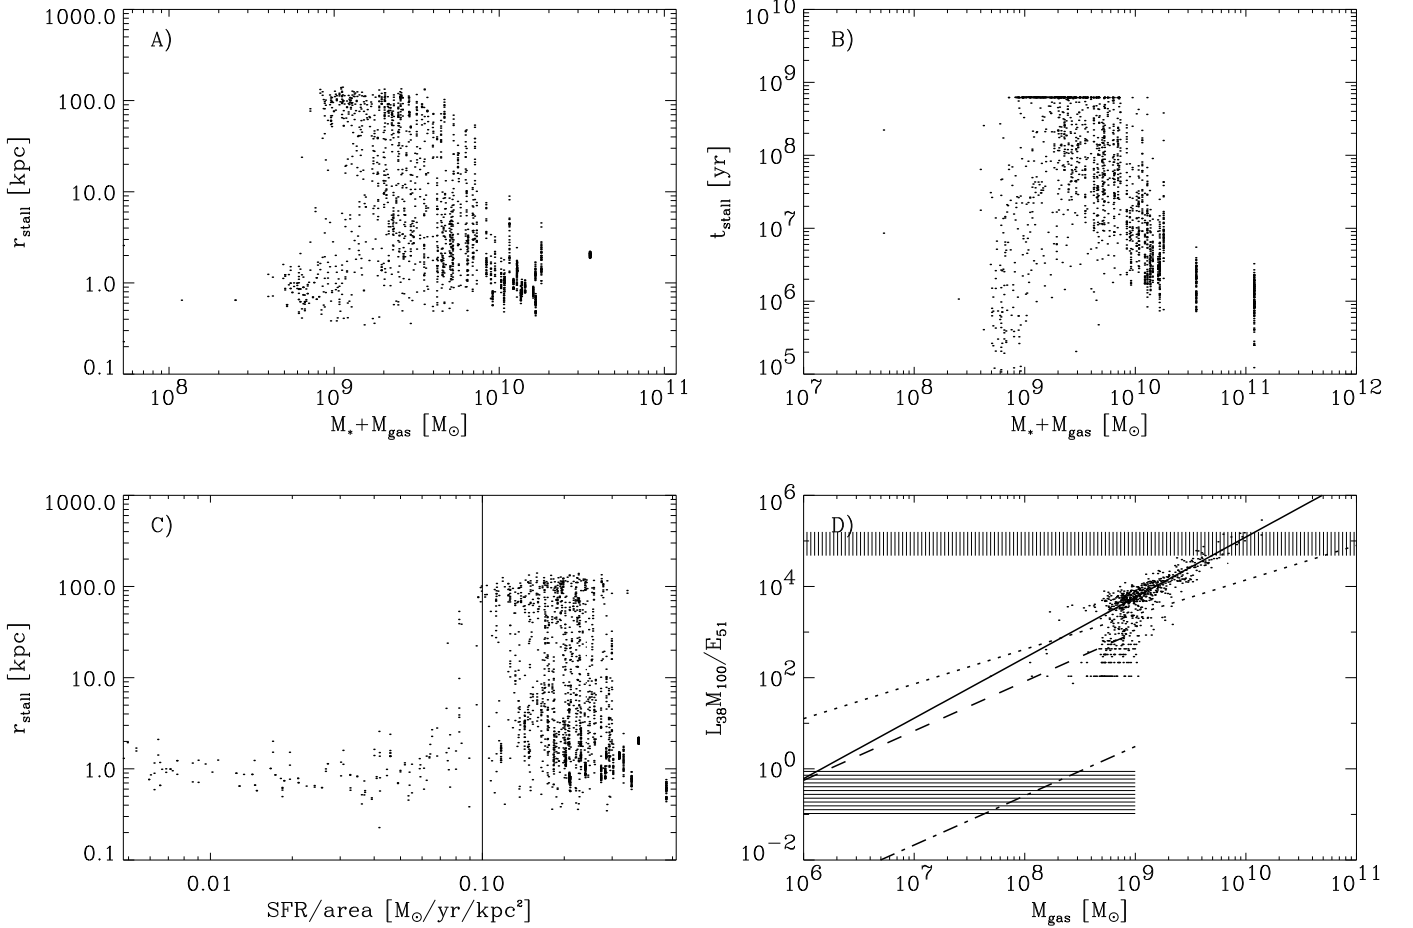 A)
1000.0
100.0
10.0
1.0
0.1
r_stall [kpc]
10^8 10^9 10^10 10^11
M_*+M_gas [M_⊙]
B)
10^10
10^9
10^8
10^7
10^6
10^5
t_stall [yr]
10^7 10^8 10^9 10^10 10^11 10^12
M_*+M_gas [M_⊙]
C)
1000.0
100.0
10.0
1.0
0.1
r_stall [kpc]
0.01 0.10
SFR/area [M_⊙/yr/kpc^2]
D)
10^6
10^4
10^2
10^0
10^-2
L_38M_100/E_51
10^6 10^7 10^8 10^9 10^10 10^11
M_gas [M_⊙]